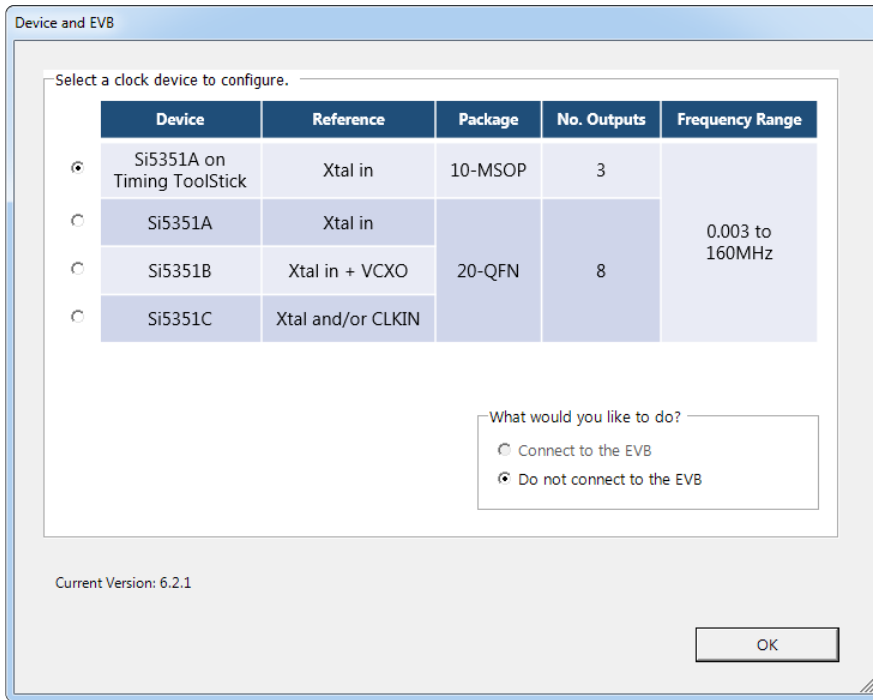 Device and EVB
Select a clock device to configure.
Device Reference Package No. Outputs Frequency Range
Si5351A on
Timing ToolStick
Xtal in 10-MSOP 3
Si5351A Xtal in
0.003 to
160MHz
Si5351B Xtal in + VCXO 20-QFN 8
Si5351C Xtal and/or CLKIN
What would you like to do?
Connect to the EVB
Do not connect to the EVB
Current Version: 6.2.1
OK